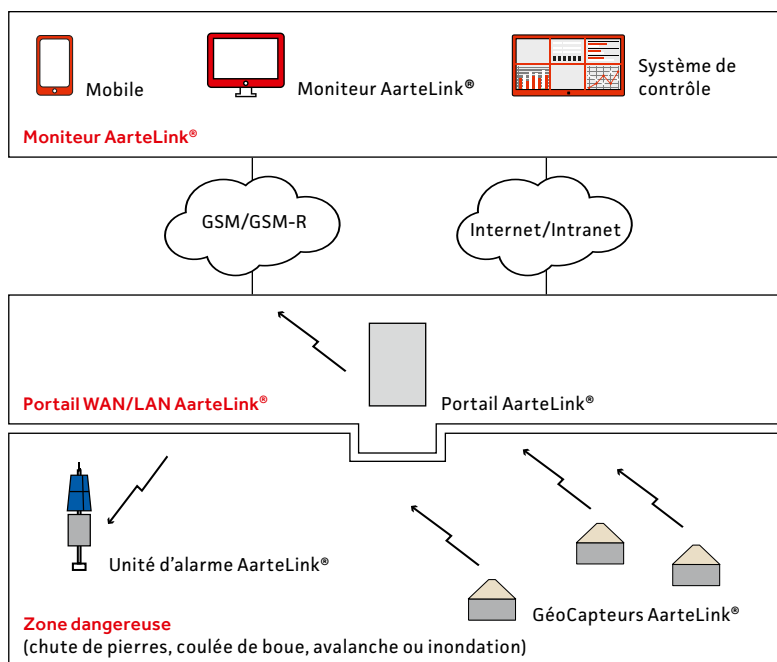 Mobile
Moniteur AarteLink®
Système de
contrôle
Moniteur AarteLink®
GSM/GSM-R
Internet/Intranet
Portail WAN/LAN AarteLink®
Portail AarteLink®
Unité d'alarme AarteLink®
GéoCapteurs AarteLink®
Zone dangereuse
(chute de pierres, coulée de boue, avalanche ou inondation)